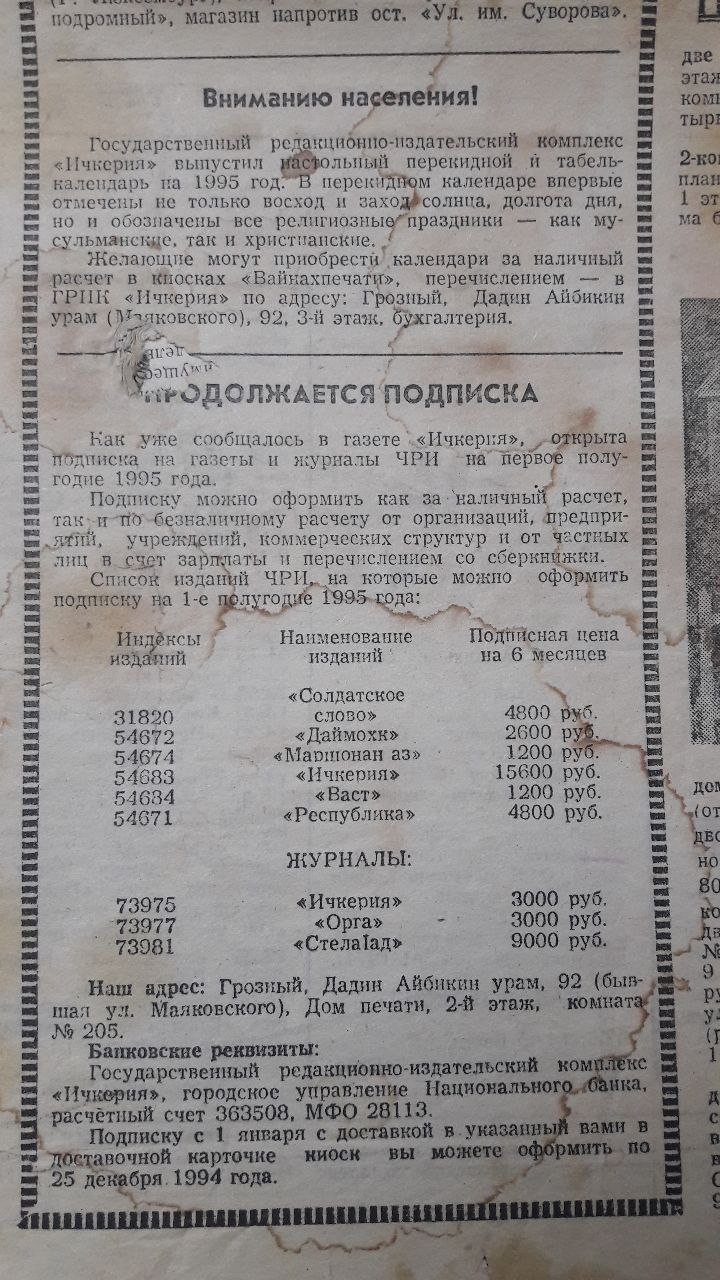 подромный», магазин напротив ост. «Ул. им. Суворова».
Вниманию населения!
Государственный редакционно-издательский комплекс
«Ичкерия» выпустил настольный перекидной и табель-
календарь на 1995 год. В перекидном календаре впервые
отмечены не только восход и заход солнца, долгота дня,
но и обозначены все религиозные праздники — как му-
сульманские, так и христианские.
Желающие могут приобрести календари за наличный
расчет в киосках «Вайнахпечати», перечислением — в
ГРИК «Ичкерия» по адресу: Грозный, Дадин Айбикин
урам (Маяковского), 92, 3-й этаж, бухгалтерия.
ПРОДОЛЖАЕТСЯ ПОДПИСКА
Как уже сообщалось в газете «Ичкерия», открыта
подписка на газеты и журналы ЧРИ на первое полу-
годие 1995 года.
Подписку можно оформить как за наличный расчет,
так и по безналичному расчету от организаций, предпри-
ятий, учреждений, коммерческих структур и от частных
лиц в счет зарплаты и перечислением со сберкнижки.
Список изданий ЧРИ, на которые можно оформить
подписку на 1-е полугодие 1995 года:
Индексы Наименование Подписная цена
изданий изданий на 6 месяцев
«Солдатское
31820 слово» 4800 руб.
54672 «Даймохк» 2600 руб.
54674 «Маршонан аз» 1200 руб.
54683 «Ичкерия» 15600 руб.
54684 «Васт» 1200 руб.
54671 «Республика» 4800 руб.
ЖУРНАЛЫ:
73975 «Ичкерия» 3000 руб.
73977 «Орга» 3000 руб.
73981 «СтелаIад» 9000 руб.
Наш адрес: Грозный, Дадин Айбикин урам, 92 (быв-
шая ул. Маяковского), Дом печати, 2-й этаж, комната
№ 205.
Банковские реквизиты:
Государственный редакционно-издательский комплекс
«Ичкерия», городское управление Национального банка,
расчётный счет 363508, МФО 28113.
Подписку с 1 января с доставкой в указанный вами в
доставочной карточке киоск вы можете оформить по
25 декабря 1994 года.